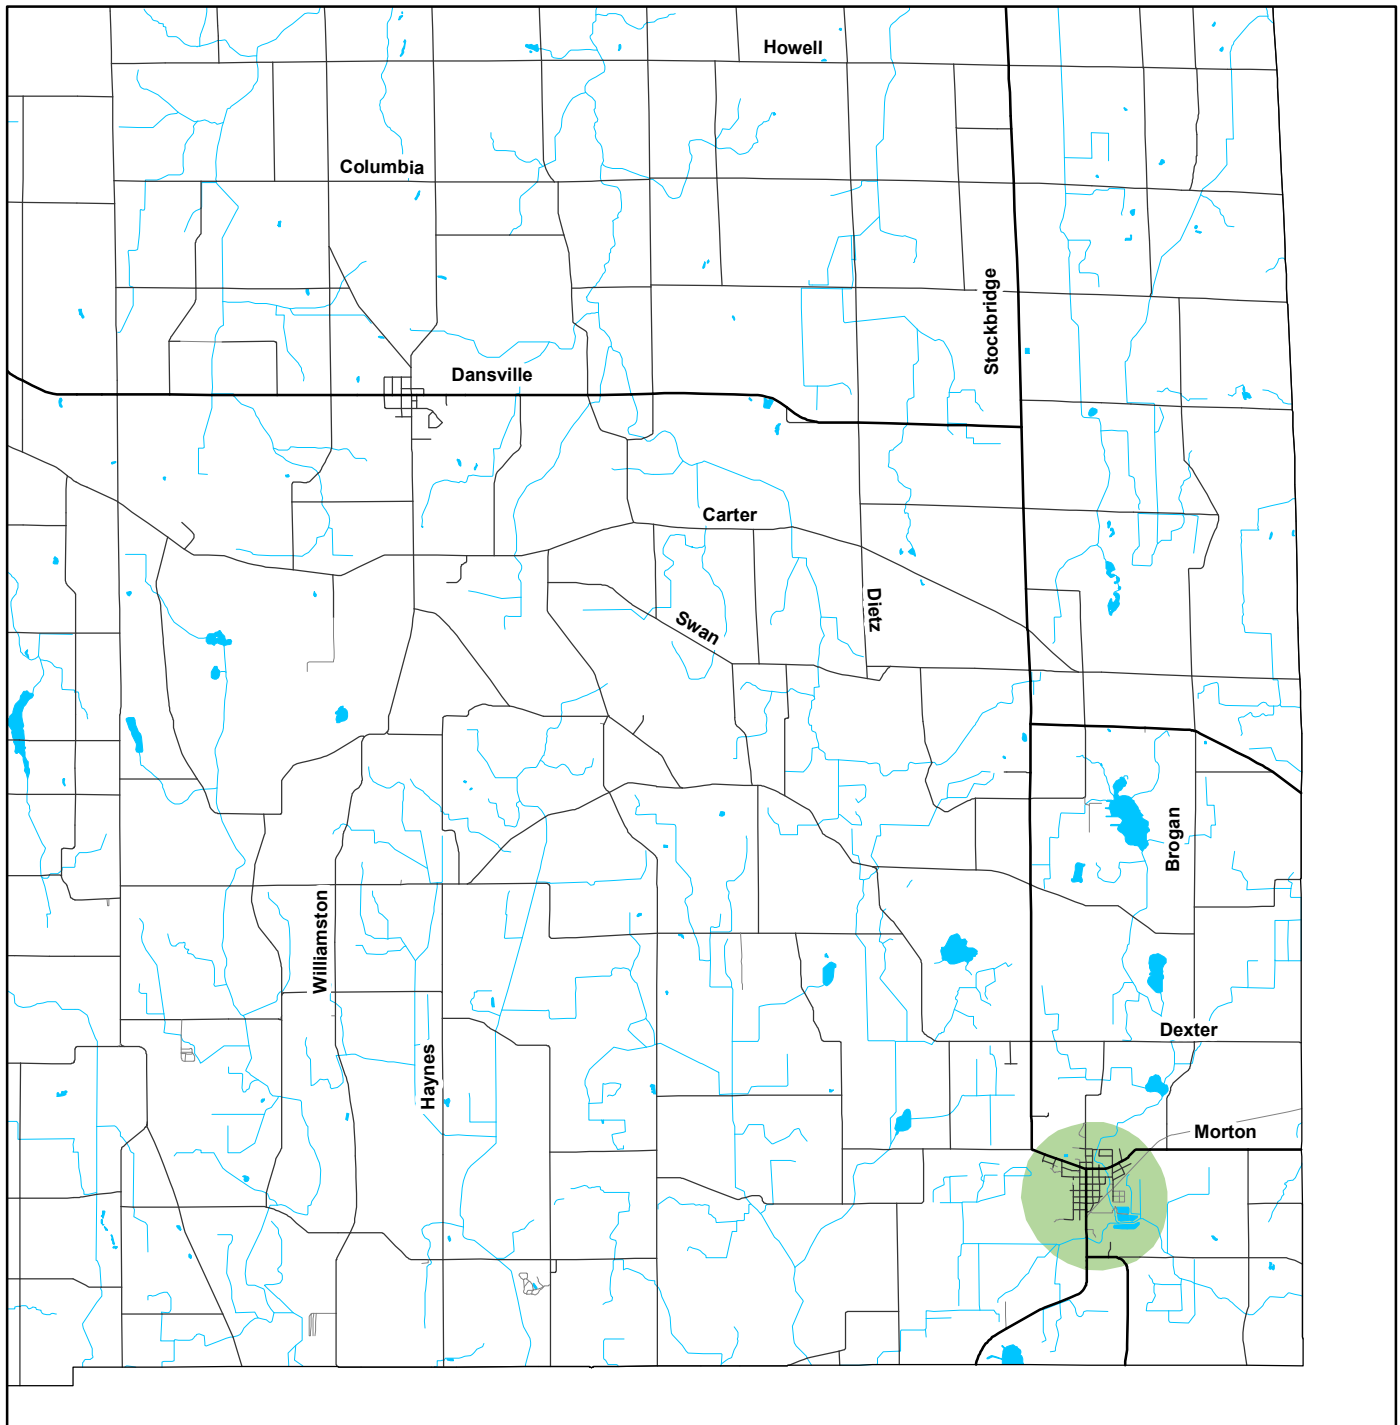 Howell
Columbia
Stockbridge
Dansville
Carter
Dietz
Swan
Brogan
Williamston
Dexter
Haynes
Morton